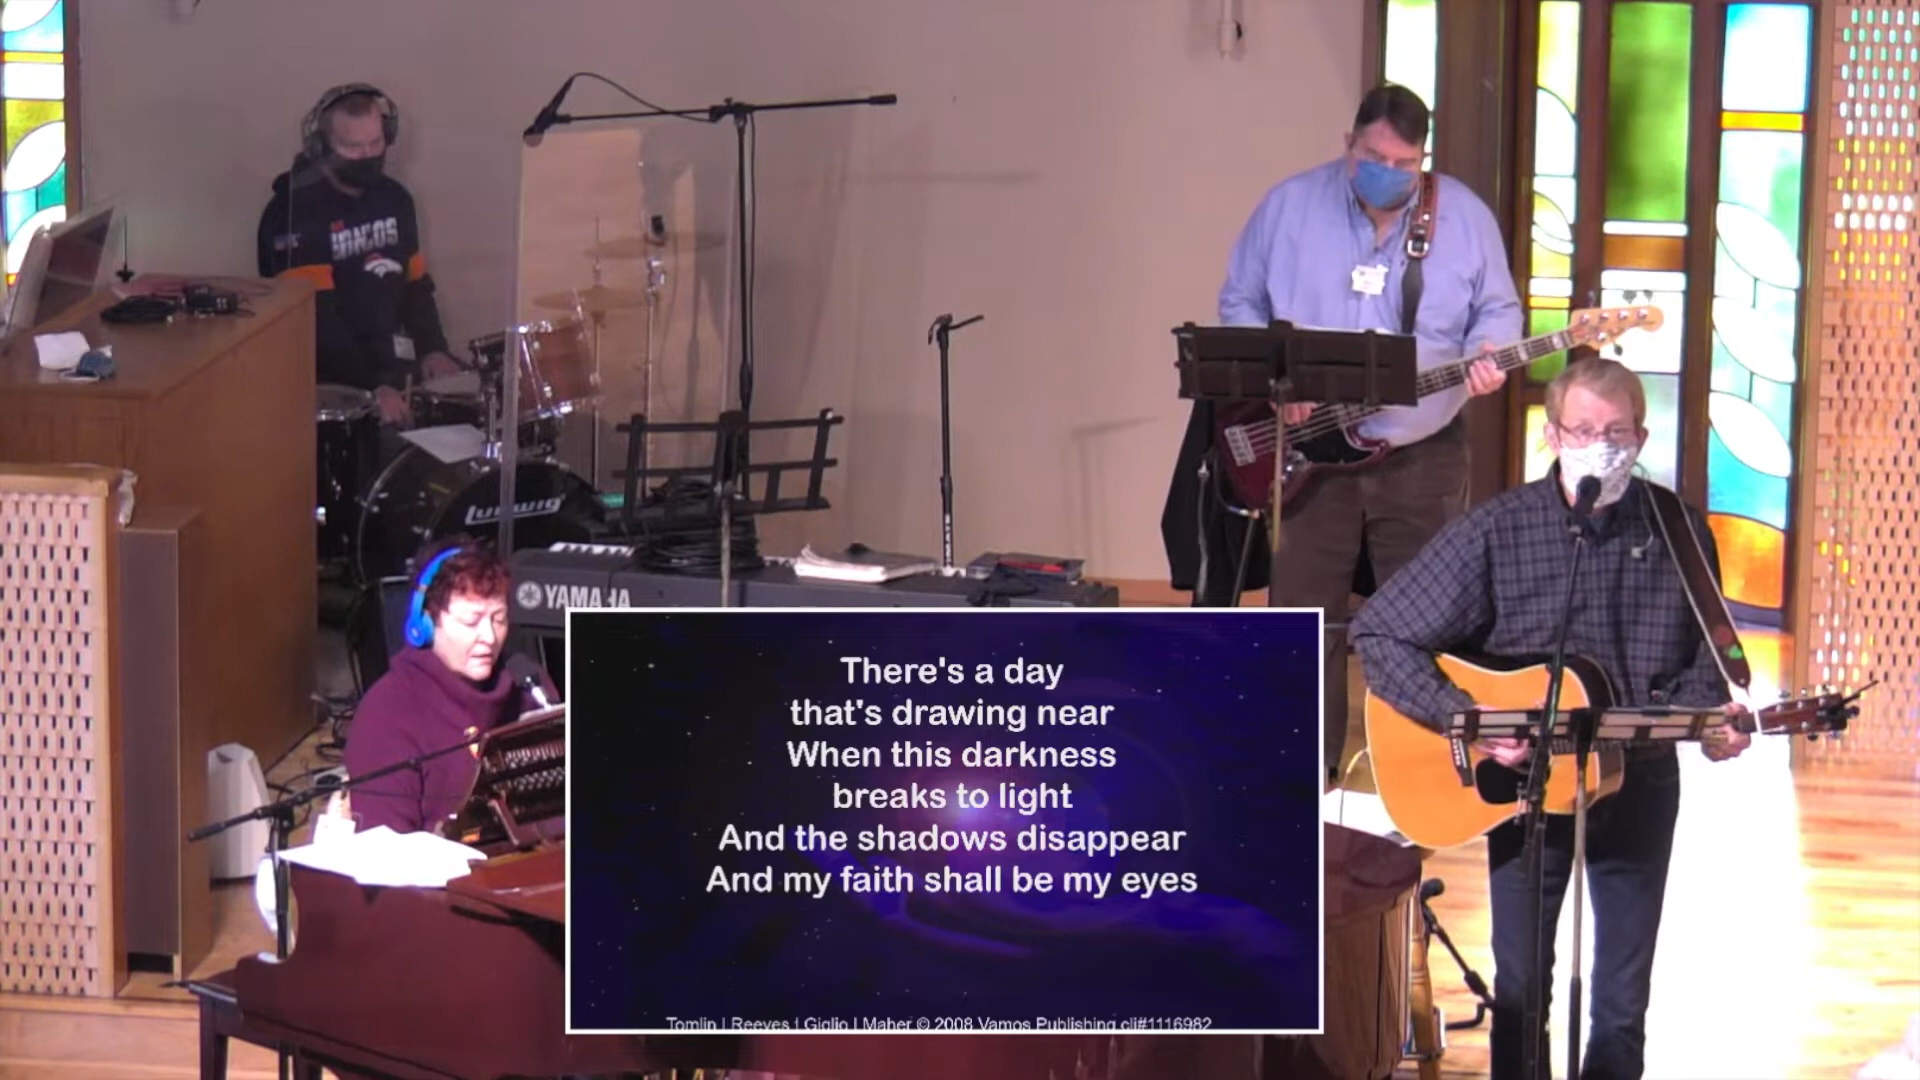 BRONCOS
Ludwig
YAMAHA
There's a day
that's drawing near
When this darkness
breaks to light
And the shadows disappear
And my faith shall be my eyes
Tomlin | Reeves | Giglio | Maher © 2008 Vamos Publishing cli#1116982